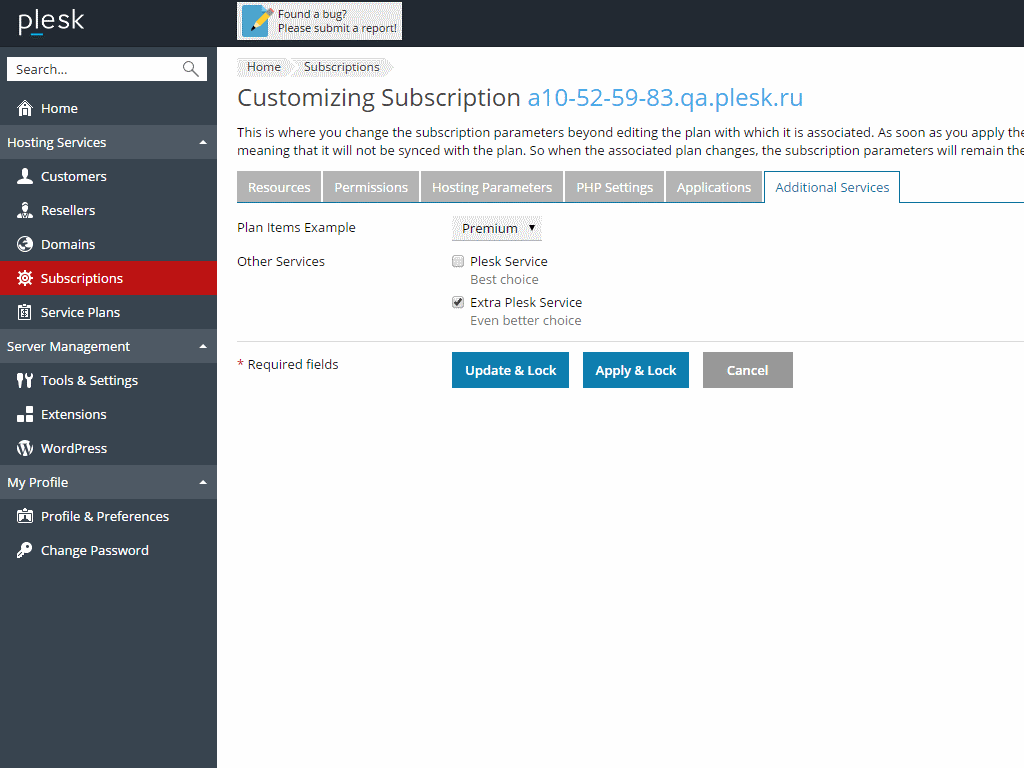 plesk
Found a bug?
Please submit a report!
Search...
Home
Hosting Services
Customers
Resellers
Domains
Subscriptions
Service Plans
Server Management
Tools & Settings
Extensions
WordPress
My Profile
Profile & Preferences
Change Password
Home Subscriptions
Customizing Subscription a10-52-59-83.qa.plesk.ru
This is where you change the subscription parameters beyond editing the plan with which it is associated. As soon as you apply the
meaning that it will not be synced with the plan. So when the associated plan changes, the subscription parameters will remain the
Resources Permissions Hosting Parameters PHP Settings Applications Additional Services
Plan Items Example Premium
Other Services Plesk Service
Best choice
Extra Plesk Service
Even better choice
* Required fields Update & Lock Apply & Lock Cancel